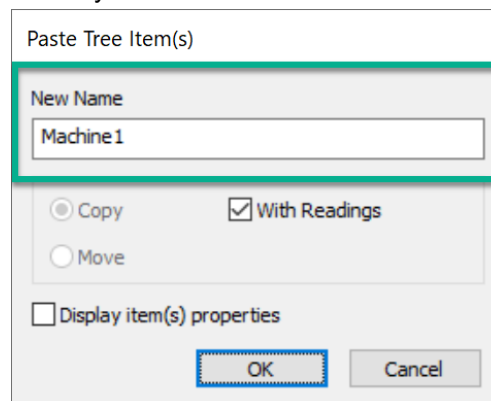 Paste Tree Item(s)
New Name
Machine1
Copy With Readings
Move
Display item(s) properties
OK Cancel